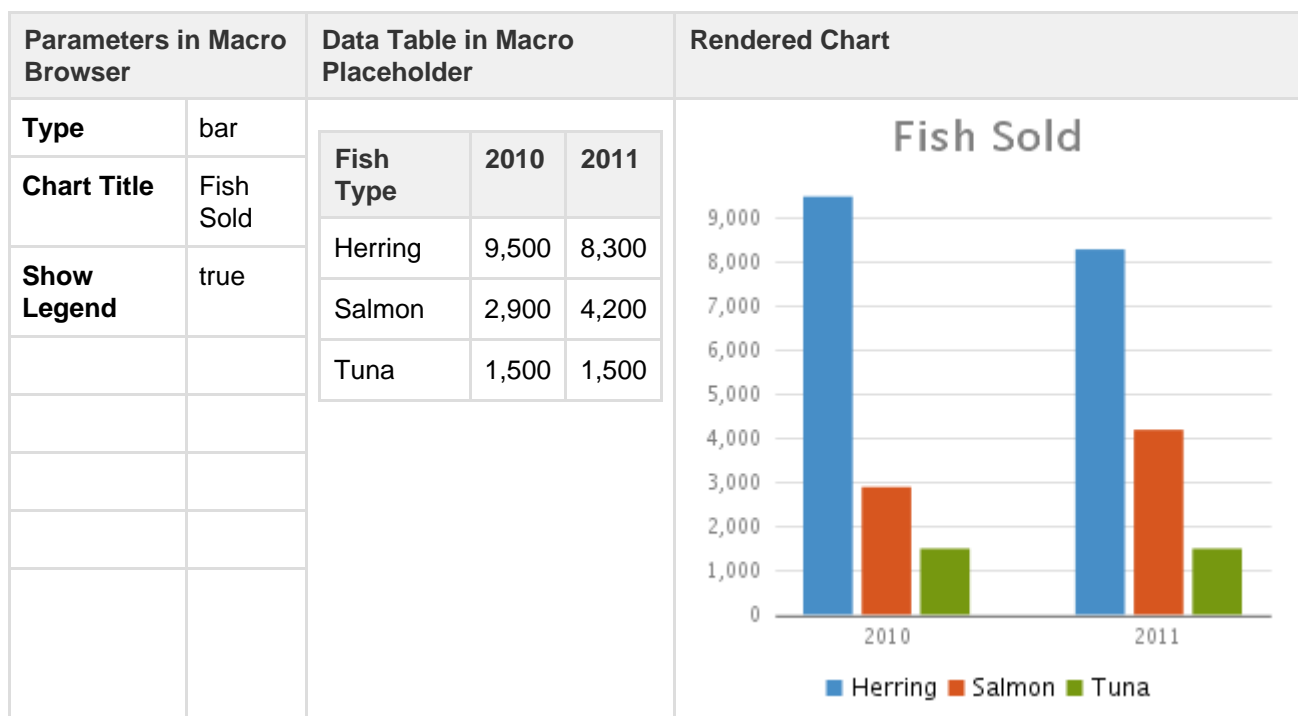 Parameters in Macro
Browser
Data Table in Macro
Placeholder
Rendered Chart
Type
bar
Chart Title
Fish
Sold
Show
Legend
true
Fish
Type
2010
2011
Herring
9,500
8,300
Salmon
2,900
4,200
Tuna
1,500
1,500
Fish Sold
9,000
8,000
7,000
6,000
5,000
4,000
3,000
2,000
1,000
0
2010
2011
Herring
Salmon
Tuna